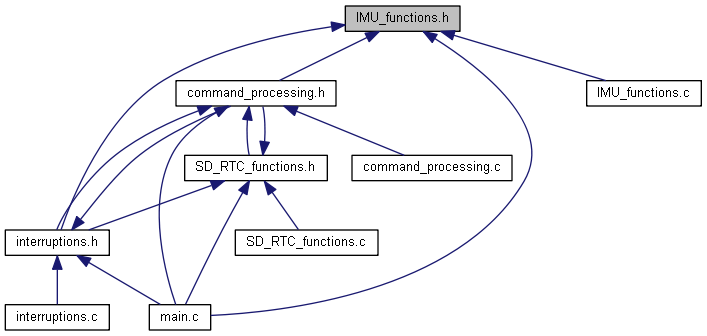 IMU_functions.h
command_processing.h
IMU_functions.c
SD_RTC_functions.h
command_processing.c
interruptions.h
SD_RTC_functions.c
interruptions.c
main.c